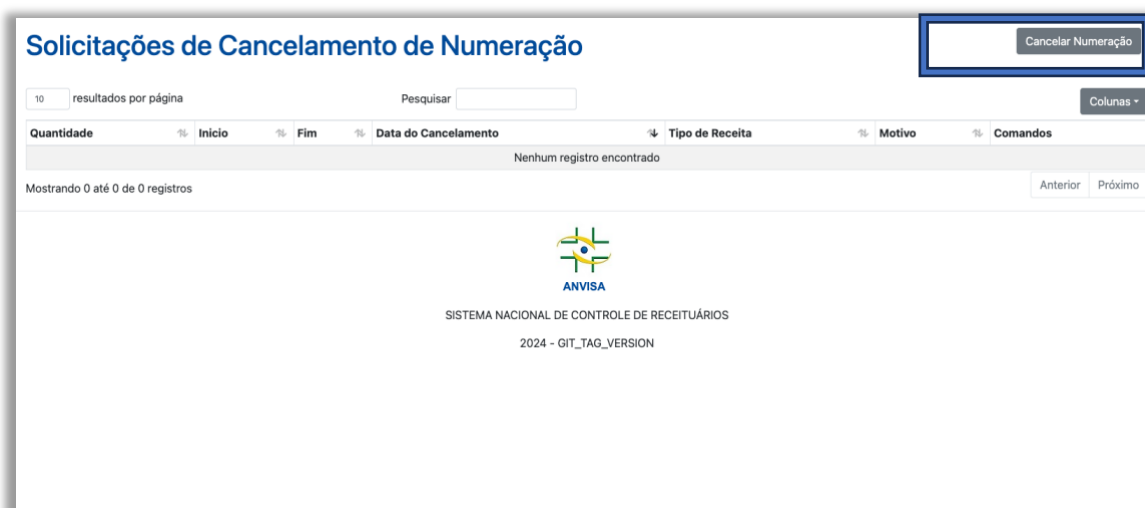 Solicitações de Cancelamento de Numeração
Cancelar Numeração
10 resultados por página
Pesquisar
Colunas
Quantidade Inicio Fim Data do Cancelamento Tipo de Receita Motivo Comandos
Nenhum registro encontrado
Mostrando 0 até 0 de 0 registros
Anterior Próximo
ANVISA
SISTEMA NACIONAL DE CONTROLE DE RECEITUÁRIOS
2024 - GIT_TAG_VERSION